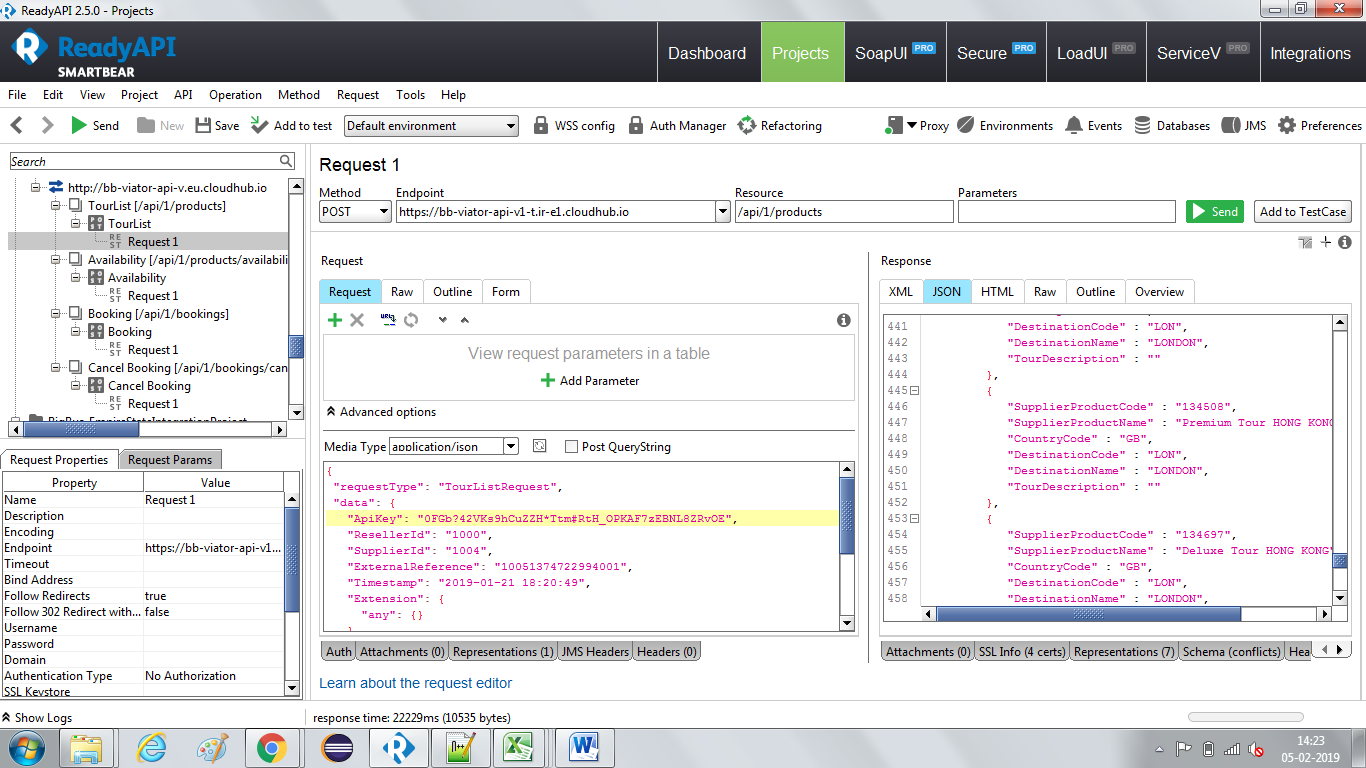 ReadyAPI 2.5.0 - Projects
ReadyAPI
SMARTBEAR
Dashboard
Projects
SoapUI PRO
Secure PRO
LoadUI PRO
ServiceV PRO
Integrations
File Edit View Project API Operation Method Request Tools Help
Send New Save Add to test Default environment WSS config Auth Manager Refactoring Proxy Environments Events Databases JMS Preferences
Search
http://bb-viator-api-v.eu.cloudhub.io
TourList [/api/1/products]
TourList
Request 1
Availability [/api/1/products/availabili
Availability
Request 1
Booking [/api/1/bookings]
Booking
Request 1
Cancel Booking [/api/1/bookings/can
Cancel Booking
Request 1
Request Properties Request Params
Property Value
Name Request 1
Description
Encoding
Endpoint https://bb-viator-api-v1...
Timeout
Bind Address
Follow Redirects true
Follow 302 Redirect with... false
Username
Password
Domain
Authentication Type No Authorization
SSL Keystore
Request 1
Method Endpoint Resource Parameters
POST https://bb-viator-api-v1-t.ir-e1.cloudhub.io /api/1/products Send Add to TestCase
Request
Request Raw Outline Form
View request parameters in a table
Add Parameter
Advanced options
Media Type application/json Post QueryString
{
"requestType": "TourListRequest",
"data": {
"ApiKey": "0FGb?42VKs9hCuZZH*Ttm#RtH_OPKAF7zEBNL8ZRvOE",
"ResellerId": "1000",
"SupplierId": "1004",
"ExternalReference": "10051374722994001",
"Timestamp": "2019-01-21 18:20:49",
"Extension": {
"any": {}
Auth Attachments (0) Representations (1) JMS Headers Headers (0)
Learn about the request editor
Response
XML JSON HTML Raw Outline Overview
441 "DestinationCode" : "LON",
442 "DestinationName" : "LONDON",
443 "TourDescription" : ""
444 },
445 {
446 "SupplierProductCode" : "134508",
447 "SupplierProductName" : "Premium Tour HONG KONG
448 "CountryCode" : "GB",
449 "DestinationCode" : "LON",
450 "DestinationName" : "LONDON",
451 "TourDescription" : ""
452 },
453 {
454 "SupplierProductCode" : "134697",
455 "SupplierProductName" : "Deluxe Tour HONG KONG"
456 "CountryCode" : "GB",
457 "DestinationCode" : "LON",
458 "DestinationName" : "LONDON",
Attachments (0) SSL Info (4 certs) Representations (7) Schema (conflicts) Hea
Show Logs
response time: 22229ms (10535 bytes)
14:23
05-02-2019